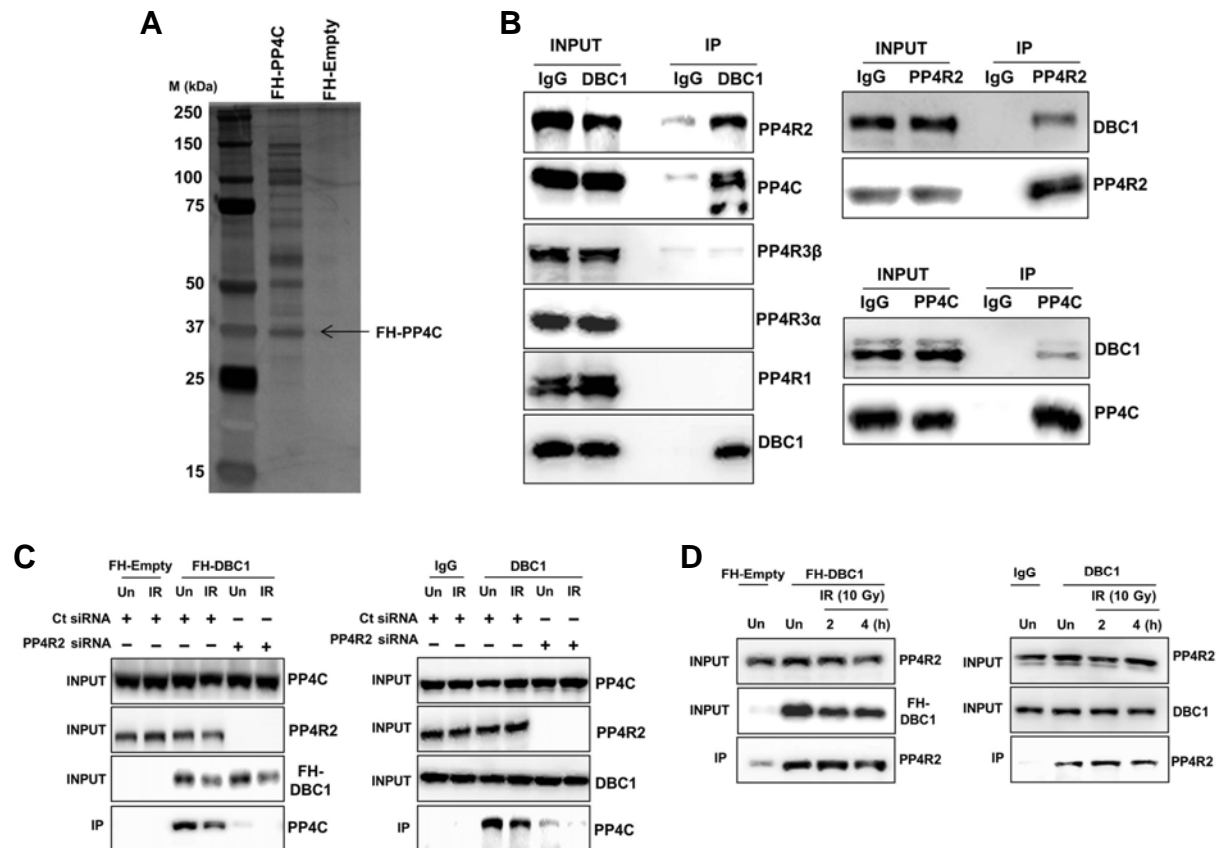 A
FH-PP4C
FH-Empty
M (kDa)
250
150
100
75
50
37
25
15
FH-PP4C
B
INPUT IP
IgG DBC1 IgG DBC1
PP4R2
PP4C
PP4R3β
PP4R3α
PP4R1
DBC1
INPUT IP
IgG PP4R2 IgG PP4R2
DBC1
PP4R2
INPUT IP
IgG PP4C IgG PP4C
DBC1
PP4C
C
FH-Empty FH-DBC1
Un IR Un IR Un IR
Ct siRNA + + + + – –
PP4R2 siRNA – – – – + +
INPUT PP4C
INPUT PP4R2
INPUT FH-
DBC1
IP PP4C
IgG DBC1
Un IR Un IR Un IR
Ct siRNA + + + + – –
PP4R2 siRNA – – – – + +
INPUT PP4C
INPUT PP4R2
INPUT DBC1
IP PP4C
D
FH-Empty FH-DBC1
IR (10 Gy)
Un Un 2 4 (h)
INPUT PP4R2
INPUT FH-
DBC1
IP PP4R2
IgG DBC1
IR (10 Gy)
Un Un 2 4 (h)
INPUT PP4R2
INPUT DBC1
IP PP4R2